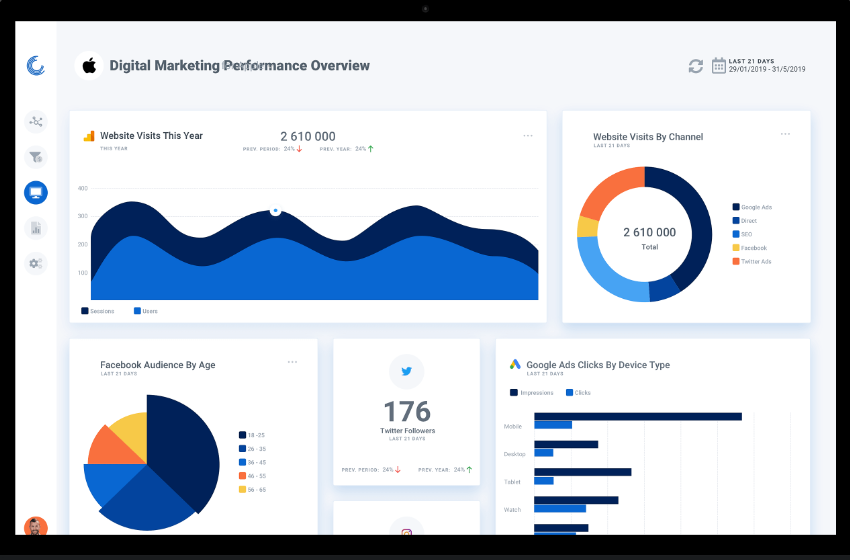 Digital Marketing Performance Overview
LAST 21 DAYS
29/01/2019 - 31/5/2019
Website Visits This Year
THIS YEAR
2 610 000
PREV. PERIOD: 24%
PREV. YEAR: 24%
400
300
200
100
Sessions
Users
Website Visits By Channel
LAST 21 DAYS
2 610 000
Total
Google Ads
Direct
SEO
Facebook
Twitter Ads
Facebook Audience By Age
LAST 21 DAYS
18 - 25
26 - 35
36 - 45
46 - 55
56 - 65
176
Twitter Followers
LAST 21 DAYS
PREV. PERIOD: 24%
PREV. YEAR: 24%
Google Ads Clicks By Device Type
LAST 21 DAYS
Impressions
Clicks
Mobile
Desktop
Tablet
Watch